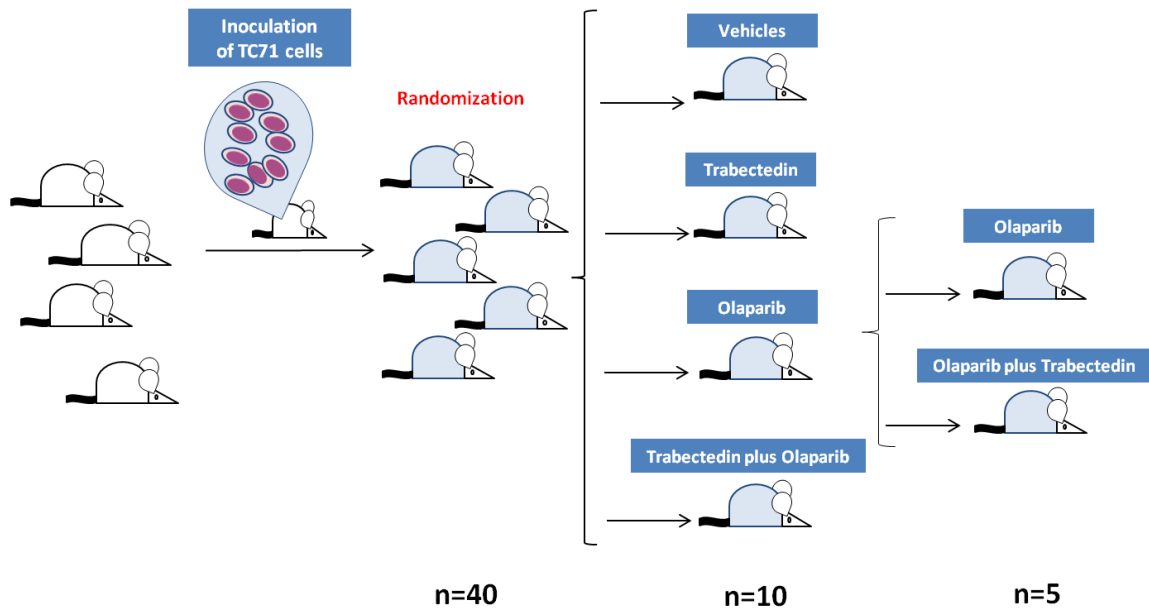 Inoculation
of TC71 cells
Randomization
Vehicles
Trabectedin
Olaparib
Trabectedin plus Olaparib
Olaparib
Olaparib plus Trabectedin
n=40
n=10
n=5